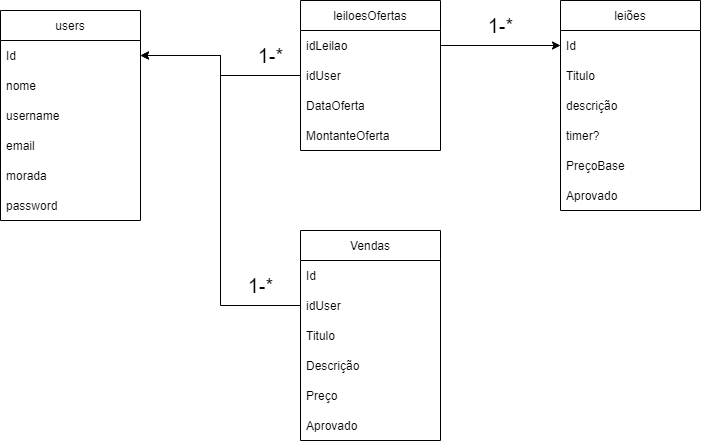 users
Id
nome
username
email
morada
password
1-*
leiloesOfertas
idLeilao
idUser
DataOferta
MontanteOferta
1-*
leiões
Id
Titulo
descrição
timer?
PreçoBase
Aprovado
1-*
Vendas
Id
idUser
Titulo
Descrição
Preço
Aprovado